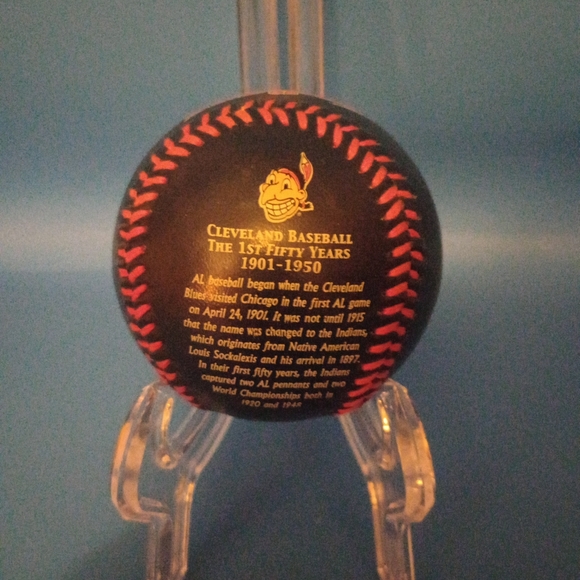 CLEVELAND BASEBALL
THE 1ST FIFTY YEARS
1901-1950
AL baseball began when the Cleveland
Blues visited Chicago in the first AL game
on April 24, 1901. It was not until 1915
that the name was changed to the Indians,
which originates from Native American
Louis Sockalexis and his arrival in 1897.
In their first fifty years, the Indians
captured two AL pennants and two
World Championships both in
1920 and 1948